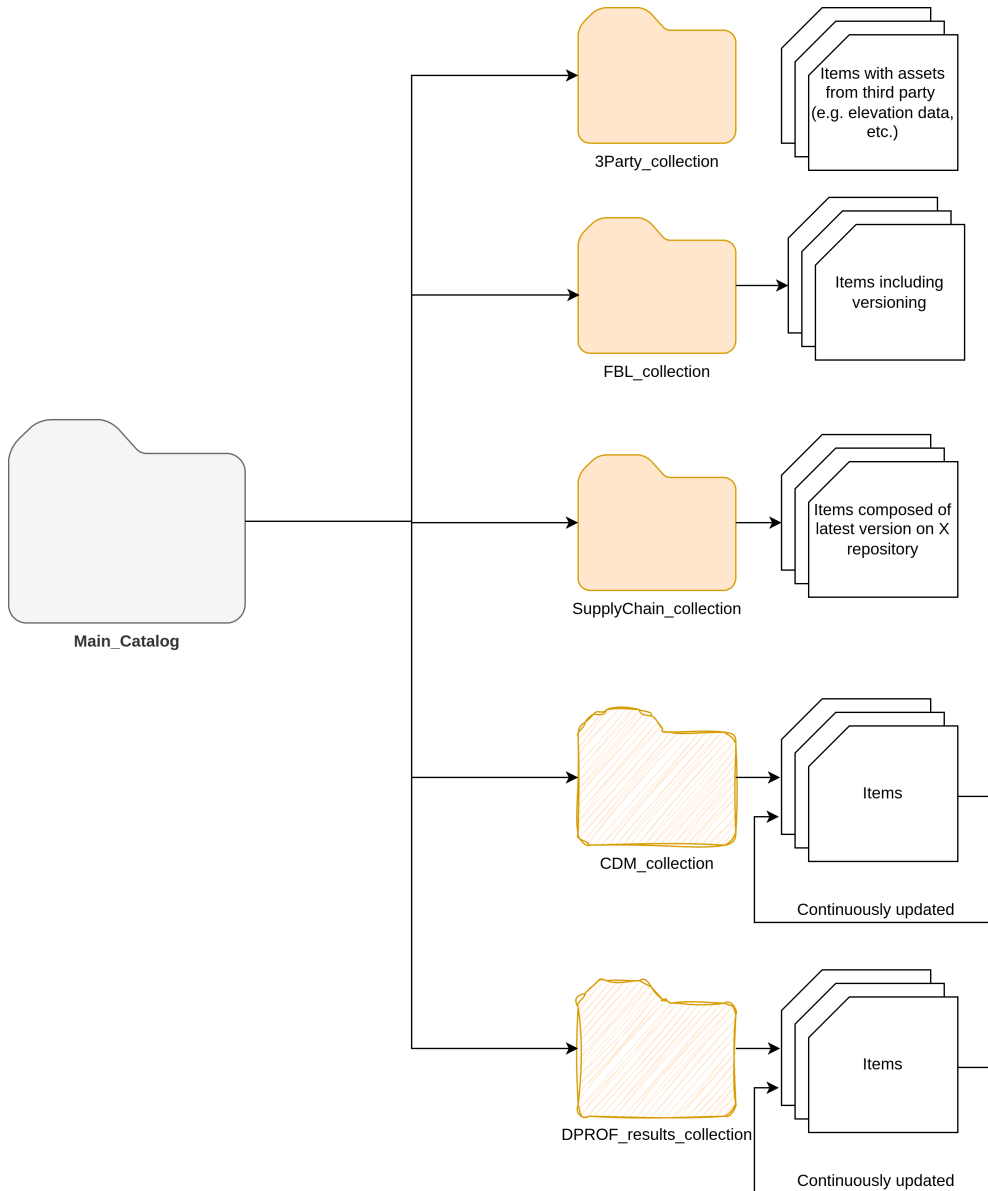 Items with assets
from third party
(e.g. elevation data,
etc.)
3Party_collection
Items including
versioning
FBL_collection
Items composed of
latest version on X
repository
SupplyChain_collection
Main_Catalog
Items
CDM_collection
Continuously updated
Items
DPROF_results_collection
Continuously updated